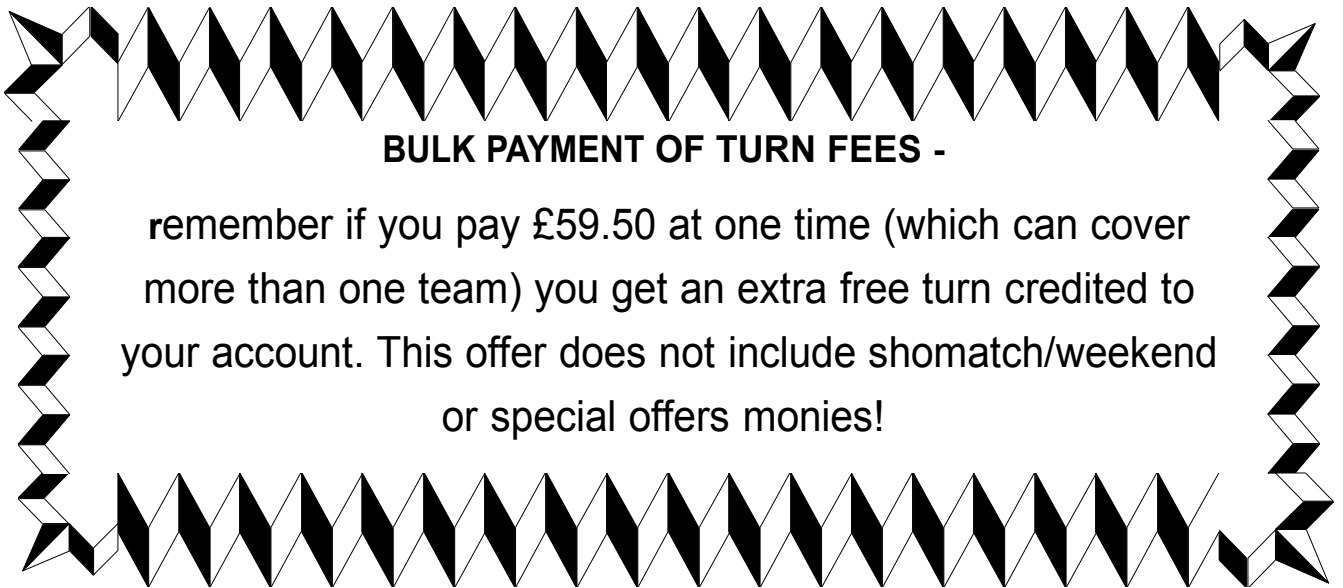 BULK PAYMENT OF TURN FEES -
remember if you pay £59.50 at one time (which can cover
more than one team) you get an extra free turn credited to
your account. This offer does not include shomatch/weekend
or special offers monies!